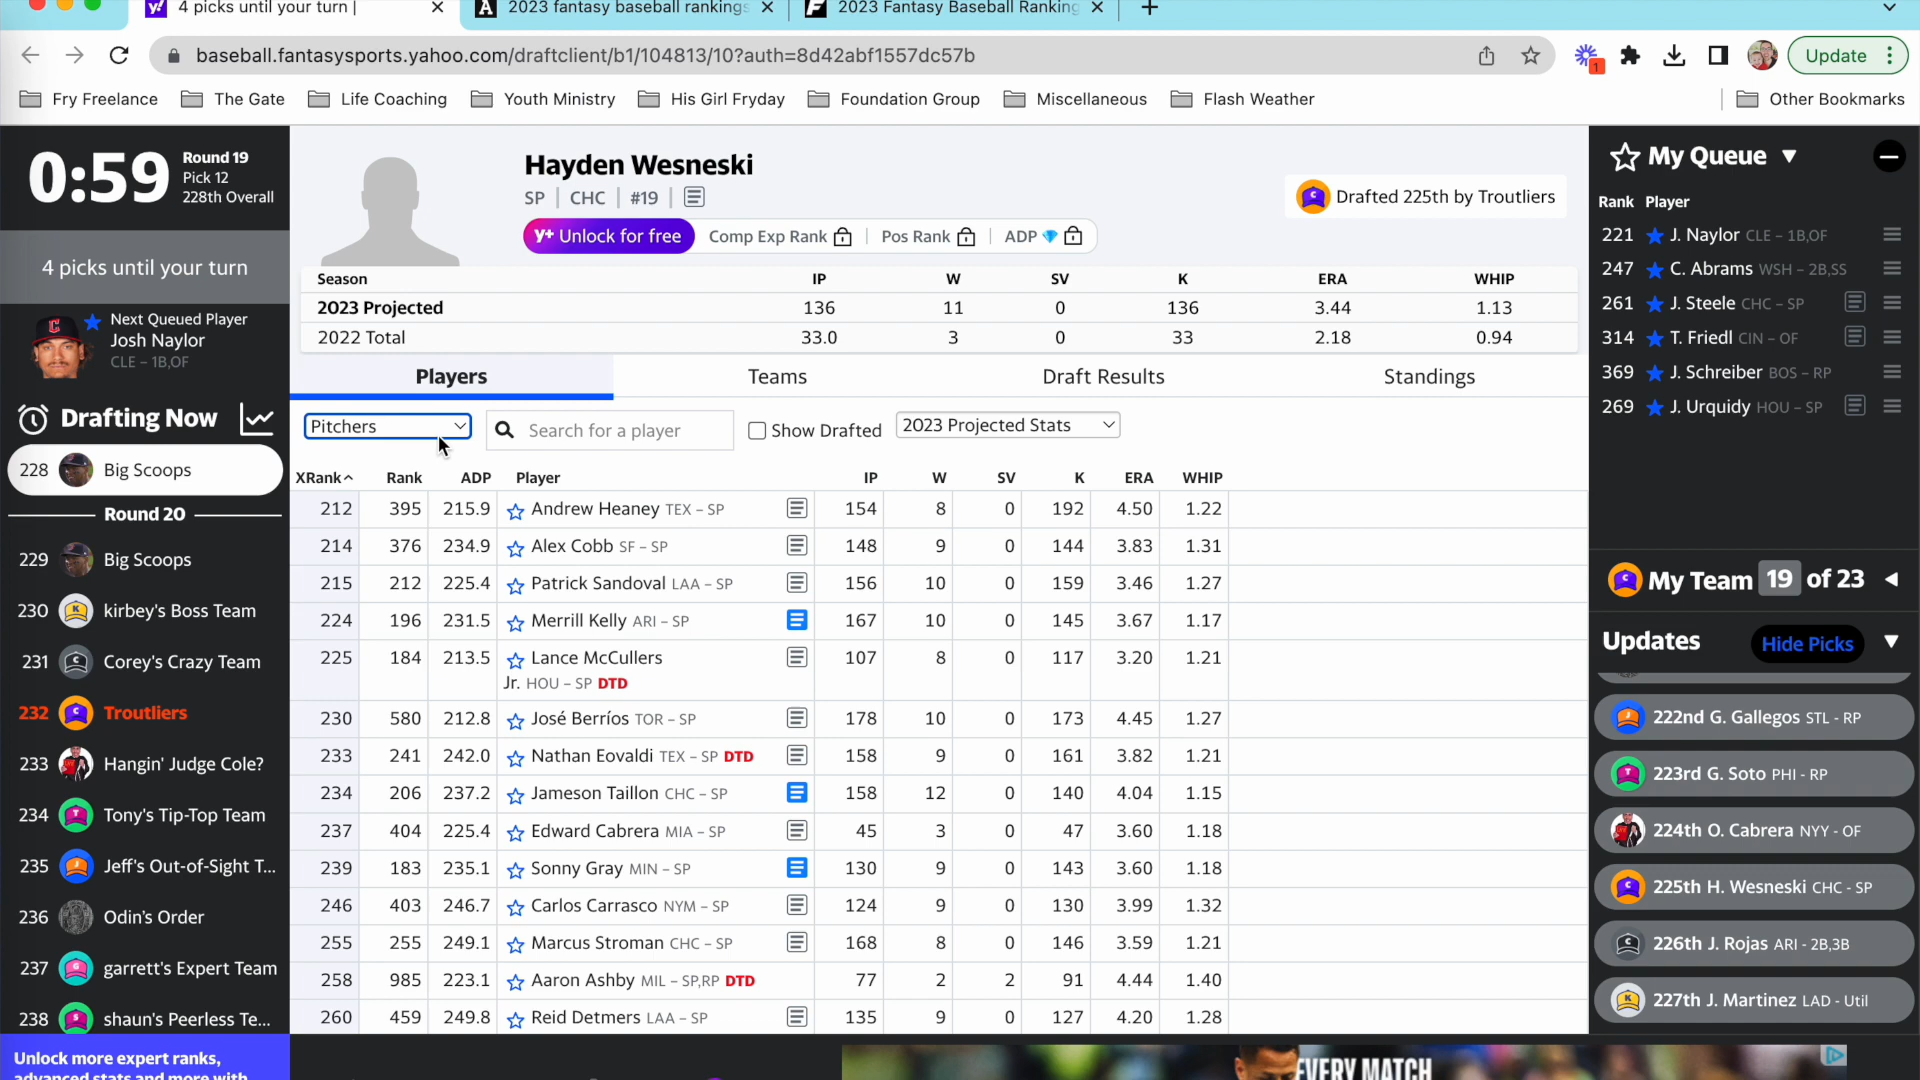 4 picks until your turn |
2023 fantasy baseball rankings
2023 Fantasy Baseball Ranking
baseball.fantasysports.yahoo.com/draftclient/b1/104813/10?auth=8d42abf1557dc57b
1
Update
Fry Freelance
The Gate
Life Coaching
Youth Ministry
His Girl Fryday
Foundation Group
Miscellaneous
Flash Weather
Other Bookmarks
0:59
Round 19
Pick 12
228th Overall
4 picks until your turn
Next Queued Player
Josh Naylor
CLE – 1B,OF
Drafting Now
228 Big Scoops
Round 20
229 Big Scoops
230 kirbey's Boss Team
231 Corey's Crazy Team
232 Troutliers
233 Hangin' Judge Cole?
234 Tony's Tip-Top Team
235 Jeff's Out-of-Sight T...
236 Odin's Order
237 garrett's Expert Team
238 shaun's Peerless Te...
Unlock more expert ranks,
advanced stats and more with
Hayden Wesneski
SP | CHC | #19
Drafted 225th by Troutliers
Y+ Unlock for free
Comp Exp Rank
Pos Rank
ADP
Season IP W SV K ERA WHIP
2023 Projected 136 11 0 136 3.44 1.13
2022 Total 33.0 3 0 33 2.18 0.94
Players
Teams
Draft Results
Standings
Pitchers
Search for a player
Show Drafted
2023 Projected Stats
XRank Rank ADP Player IP W SV K ERA WHIP
212 395 215.9 Andrew Heaney TEX – SP 154 8 0 192 4.50 1.22
214 376 234.9 Alex Cobb SF – SP 148 9 0 144 3.83 1.31
215 212 225.4 Patrick Sandoval LAA – SP 156 10 0 159 3.46 1.27
224 196 231.5 Merrill Kelly ARI – SP 167 10 0 145 3.67 1.17
225 184 213.5 Lance McCullers 107 8 0 117 3.20 1.21
Jr. HOU – SP DTD
230 580 212.8 José Berríos TOR – SP 178 10 0 173 4.45 1.27
233 241 242.0 Nathan Eovaldi TEX – SP DTD 158 9 0 161 3.82 1.21
234 206 237.2 Jameson Taillon CHC – SP 158 12 0 140 4.04 1.15
237 404 225.4 Edward Cabrera MIA – SP 45 3 0 47 3.60 1.18
239 183 235.1 Sonny Gray MIN – SP 130 9 0 143 3.60 1.18
246 403 246.7 Carlos Carrasco NYM – SP 124 9 0 130 3.99 1.32
255 255 249.1 Marcus Stroman CHC – SP 168 8 0 146 3.59 1.21
258 985 223.1 Aaron Ashby MIL – SP,RP DTD 77 2 2 91 4.44 1.40
260 459 249.8 Reid Detmers LAA – SP 135 9 0 127 4.20 1.28
EVERY MATCH
My Queue
Rank Player
221 J. Naylor CLE – 1B,OF
247 C. Abrams WSH – 2B,SS
261 J. Steele CHC – SP
314 T. Friedl CIN – OF
369 J. Schreiber BOS – RP
269 J. Urquidy HOU – SP
My Team 19 of 23
Updates
Hide Picks
222nd G. Gallegos STL - RP
223rd G. Soto PHI - RP
224th O. Cabrera NYY - OF
225th H. Wesneski CHC - SP
226th J. Rojas ARI - 2B,3B
227th J. Martinez LAD - Util